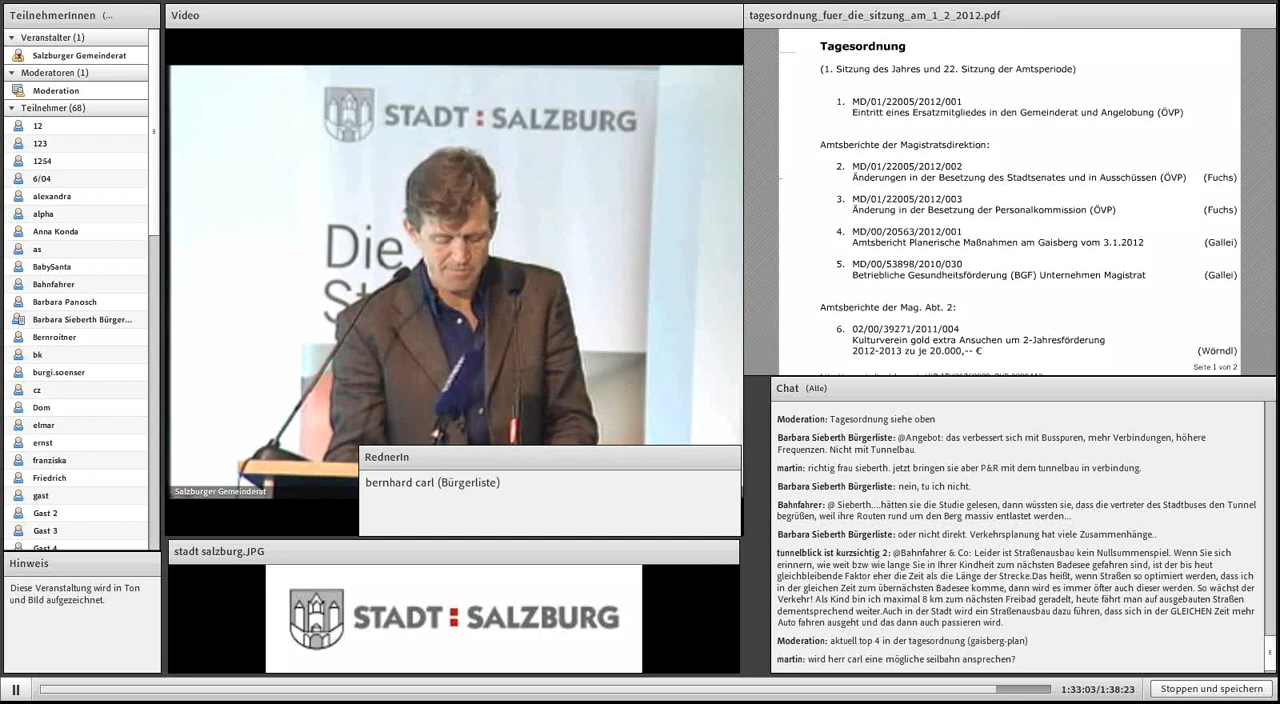 TeilnehmerInnen (...
Veranstalter (1)
Salzburger Gemeinderat
Moderatoren (1)
Moderation
Teilnehmer (68)
12
123
1254
6/04
alexandra
alpha
Anna Konda
as
BabySanta
Bahnfahrer
Barbara Panosch
Barbara Sieberth Bürger...
Bernroitner
bk
burgi.soenser
cz
Dom
elmar
ernst
franziska
Friedrich
gast
Gast 2
Gast 3
Gast 4
Hinweis
Diese Veranstaltung wird in Ton
und Bild aufgezeichnet.
Video
STADT : SALZBURG
Die
St
Salzburger Gemeinderat
RednerIn
bernhard carl (Bürgerliste)
stadt salzburg.JPG
STADT : SALZBURG
tagesordnung_fuer_die_sitzung_am_1_2_2012.pdf
Tagesordnung
(1. Sitzung des Jahres und 22. Sitzung der Amtsperiode)
1. MD/01/22005/2012/001
Eintritt eines Ersatzmitgliedes in den Gemeinderat und Angelobung (ÖVP)
Amtsberichte der Magistratsdirektion:
2. MD/01/22005/2012/002
Änderungen in der Besetzung des Stadtsenates und in Ausschüssen (ÖVP) (Fuchs)
3. MD/01/22005/2012/003
Änderung in der Besetzung der Personalkommission (ÖVP) (Fuchs)
4. MD/00/20563/2012/001
Amtsbericht Planerische Maßnahmen am Gaisberg vom 3.1.2012 (Gallei)
5. MD/00/53898/2010/030
Betriebliche Gesundheitsförderung (BGF) Unternehmen Magistrat (Gallei)
Amtsberichte der Mag. Abt. 2:
6. 02/00/39271/2011/004
Kulturverein gold extra Ansuchen um 2-Jahresförderung
2012-2013 zu je 20.000,-- € (Wörndl)
Seite 1 von 2
Chat (Alle)
Moderation: Tagesordnung siehe oben
Barbara Sieberth Bürgerliste: @Angebot: das verbessert sich mit Busspuren, mehr Verbindungen, höhere
Frequenzen. Nicht mit Tunnelbau.
martin: richtig frau sieberth. jetzt bringen sie aber P&R mit dem tunnelbau in verbindung.
Barbara Sieberth Bürgerliste: nein, tu ich nicht.
Bahnfahrer: @ Sieberth....hätten sie die Studie gelesen, dann wüssten sie, dass die vertreter des Stadtbuses den Tunnel
begrüßen, weil ihre Routen rund um den Berg massiv entlastet werden...
Barbara Sieberth Bürgerliste: oder nicht direkt. Verkehrsplanung hat viele Zusammenhänge..
tunnelblick ist kurzsichtig 2: @Bahnfahrer & Co: Leider ist Straßenausbau kein Nullsummenspiel. Wenn Sie sich
erinnern, wie weit bzw wie lange Sie in Ihrer Kindheit zum nächsten Badesee gefahren sind, ist der bis heut
gleichbleibende Faktor eher die Zeit als die Länge der Strecke.Das heißt, wenn Straßen so optimiert werden, dass ich
in der gleichen Zeit zum übernächsten Badesee komme, dann wird es immer öfter auch dieser werden. So wächst der
Verkehr! Als Kind bin ich maximal 8 km zum nächsten Freibad geradelt, heute fährt man auf ausgebauten Straßen
dementsprechend weiter.Auch in der Stadt wird ein Straßenausbau dazu führen, dass sich in der GLEICHEN Zeit mehr
Auto fahren ausgeht und das dann auch passieren wird.
Moderation: aktuell top 4 in der tagesordnung (gaisberg-plan)
martin: wird herr carl eine mögliche seilbahn ansprechen?
1:33:03/1:38:23
Stoppen und speichern